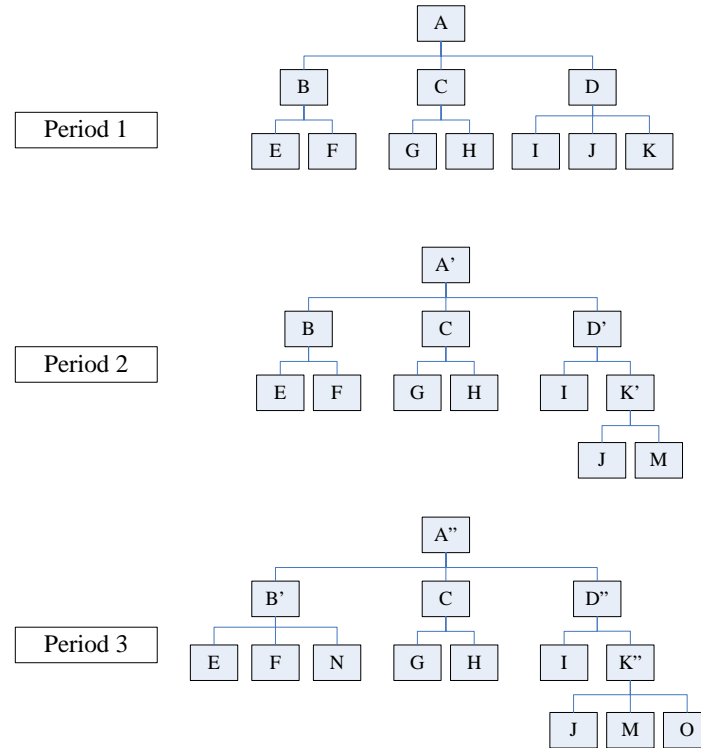 A
B C D
Period 1
E F G H I J K
A’
B C D’
Period 2
E F G H I K’
J M
A”
B’ C D”
Period 3
E F N G H I K”
J M O